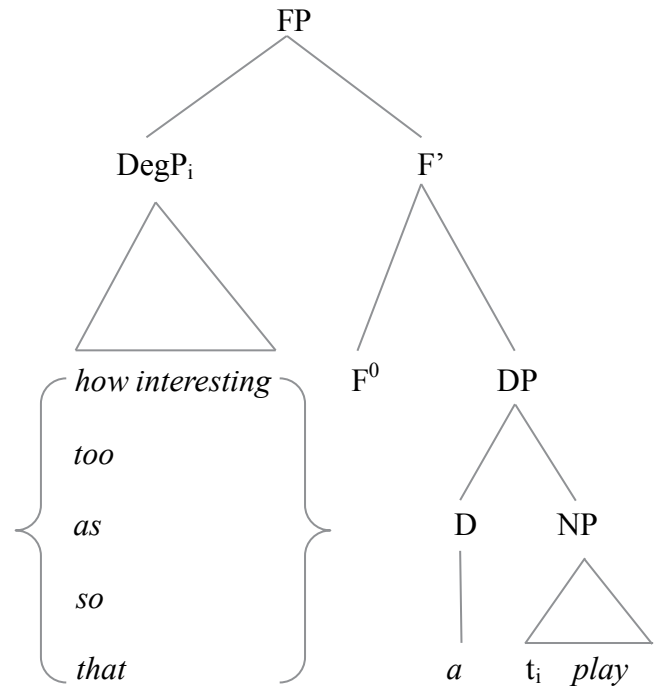 FP
DegPᵢ F’
how interesting F⁰ DP
too
as D NP
so
that a tᵢ play